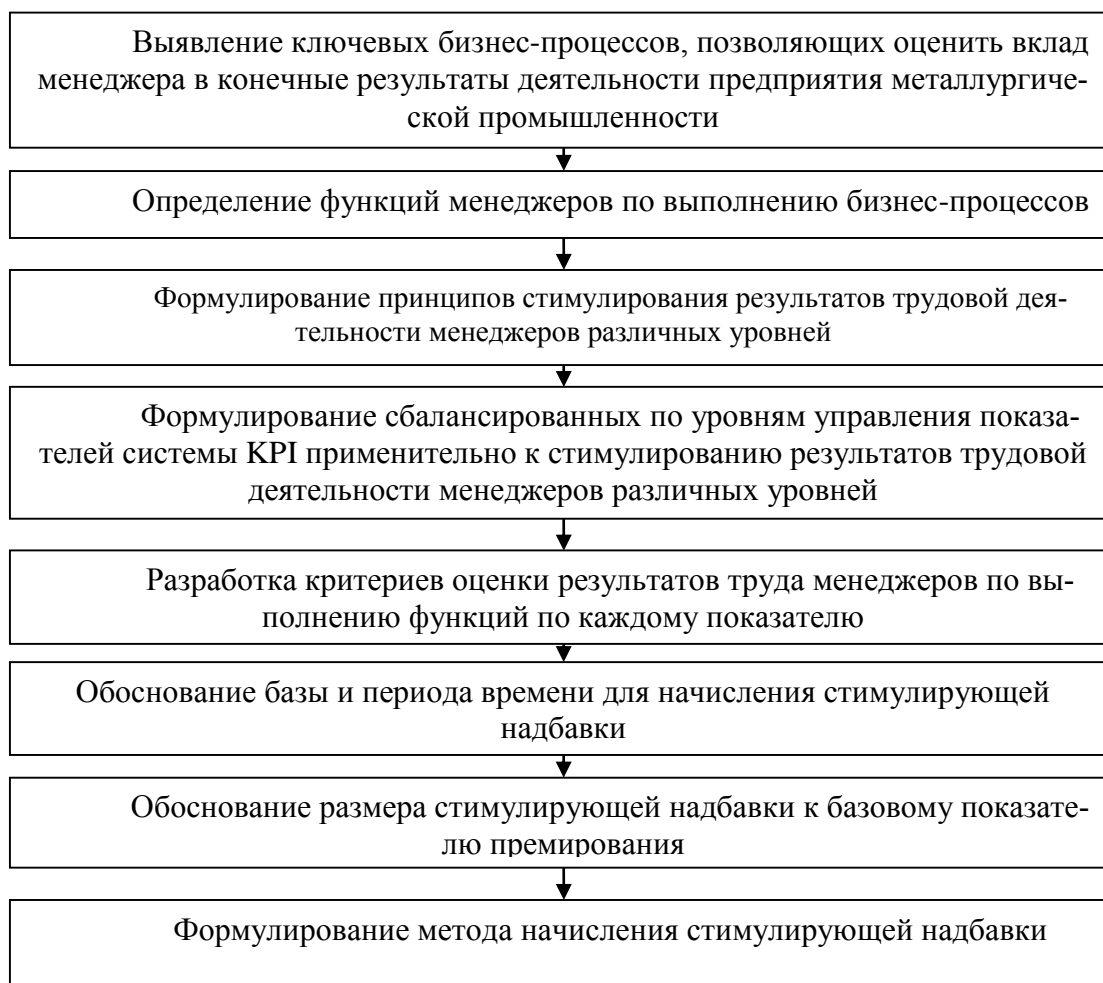 Выявление ключевых бизнес-процессов, позволяющих оценить вклад
менеджера в конечные результаты деятельности предприятия металлургиче-
ской промышленности
Определение функций менеджеров по выполнению бизнес-процессов
Формулирование принципов стимулирования результатов трудовой дея-
тельности менеджеров различных уровней
Формулирование сбалансированных по уровням управления показа-
телей системы KPI применительно к стимулированию результатов трудовой
деятельности менеджеров различных уровней
Разработка критериев оценки результатов труда менеджеров по вы-
полнению функций по каждому показателю
Обоснование базы и периода времени для начисления стимулирующей
надбавки
Обоснование размера стимулирующей надбавки к базовому показате-
лю премирования
Формулирование метода начисления стимулирующей надбавки